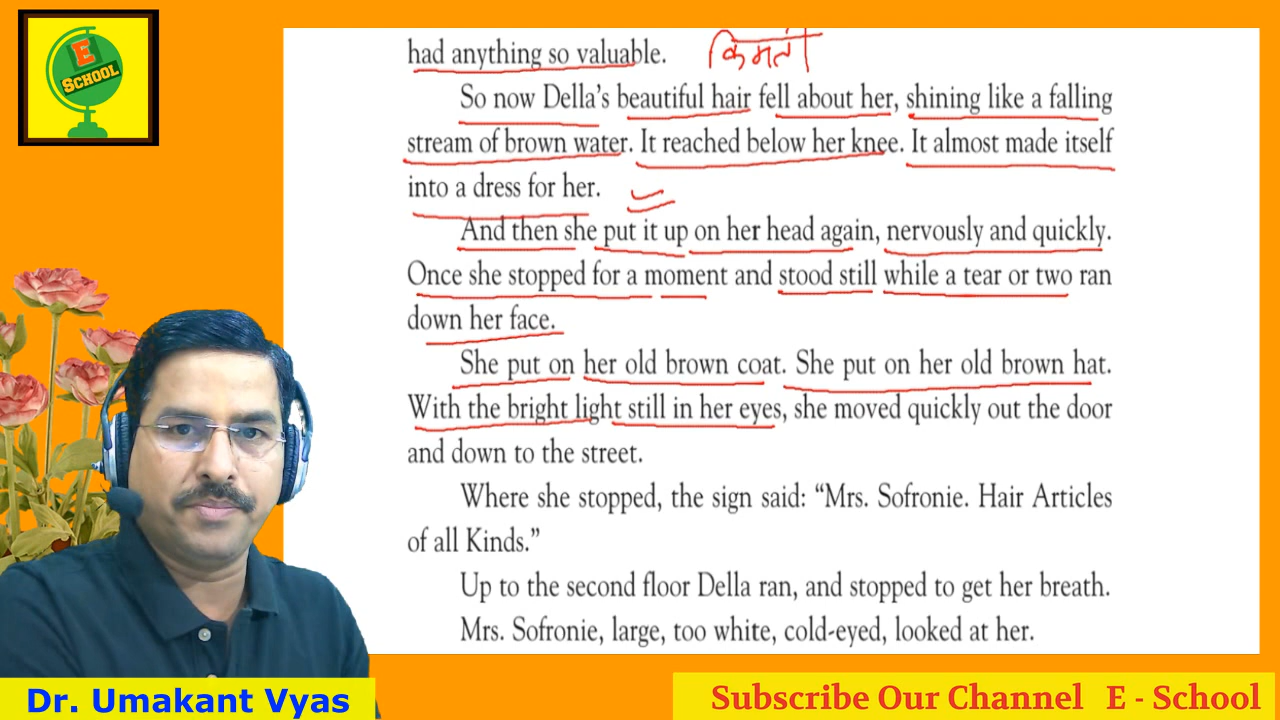 E
SCHOOL
had anything so valuable. किमती
So now Della's beautiful hair fell about her, shining like a falling
stream of brown water. It reached below her knee. It almost made itself
into a dress for her.
And then she put it up on her head again, nervously and quickly.
Once she stopped for a moment and stood still while a tear or two ran
down her face.
She put on her old brown coat. She put on her old brown hat.
With the bright light still in her eyes, she moved quickly out the door
and down to the street.
Where she stopped, the sign said: “Mrs. Sofronie. Hair Articles
of all Kinds.”
Up to the second floor Della ran, and stopped to get her breath.
Mrs. Sofronie, large, too white, cold-eyed, looked at her.
Dr. Umakant Vyas
Subscribe Our Channel E - School